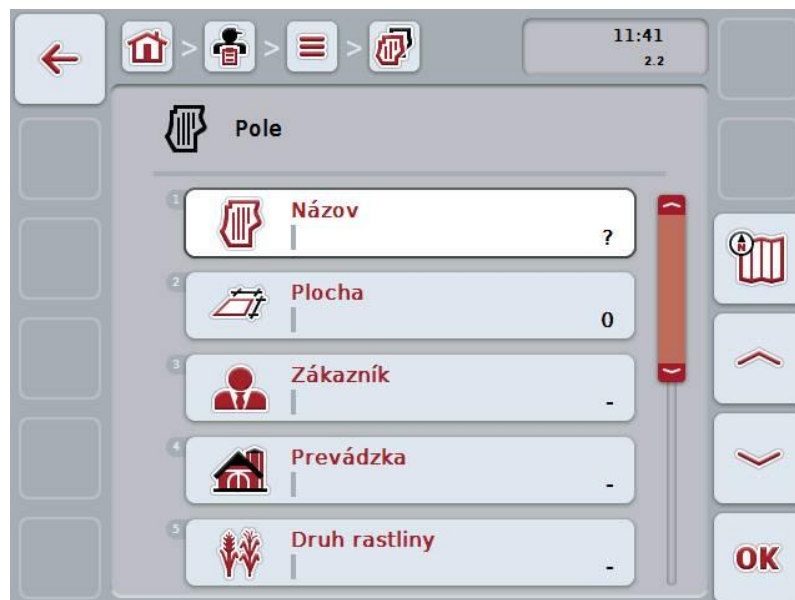 11:41
2.2
Pole
1
Názov
?
2
Plocha
0
3
Zákazník
-
4
Prevádzka
-
5
Druh rastliny
-
N
OK